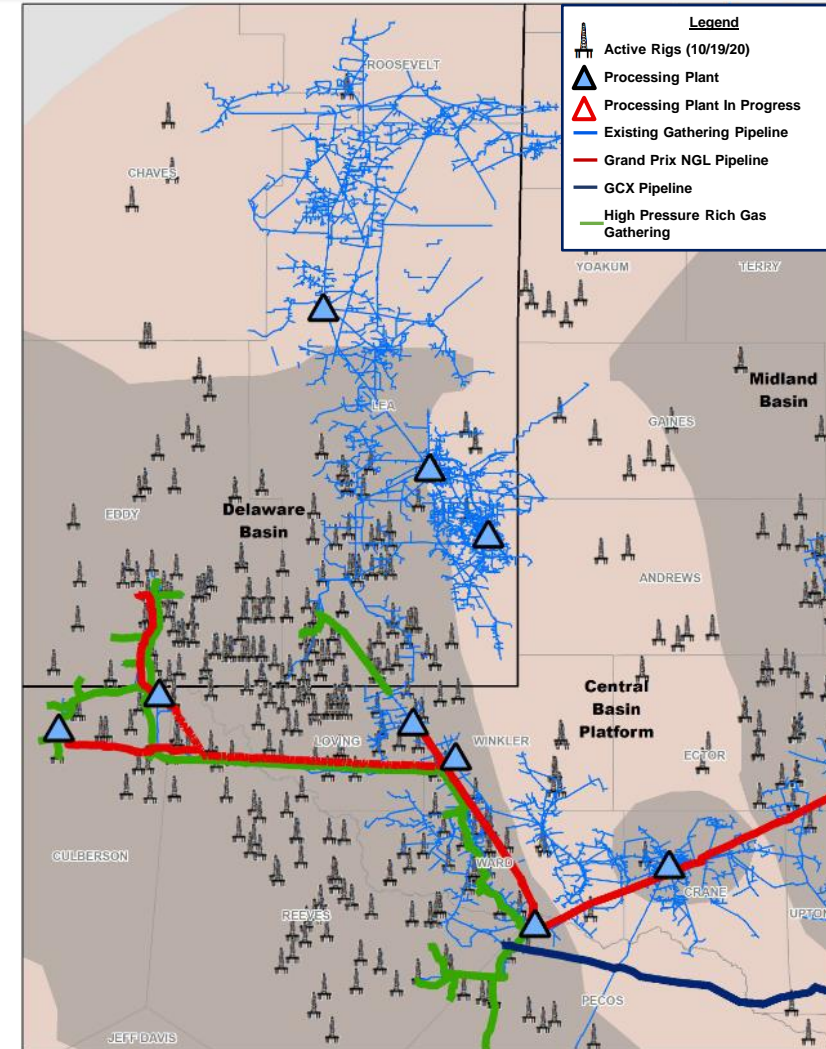 Legend
Active Rigs (10/19/20)
Processing Plant
Processing Plant In Progress
Existing Gathering Pipeline
Grand Prix NGL Pipeline
GCX Pipeline
High Pressure Rich Gas
Gathering
ROOSEVELT
CHAVES
YOAKUM
TERRY
Midland
Basin
LEA
GAINES
EDDY
Delaware
Basin
ANDREWS
Central
Basin
Platform
LOVING
WINKLER
ECTOR
CULBERSON
WARD
CRANE
REEVES
UPTON
PECOS
JEFF DAVIS